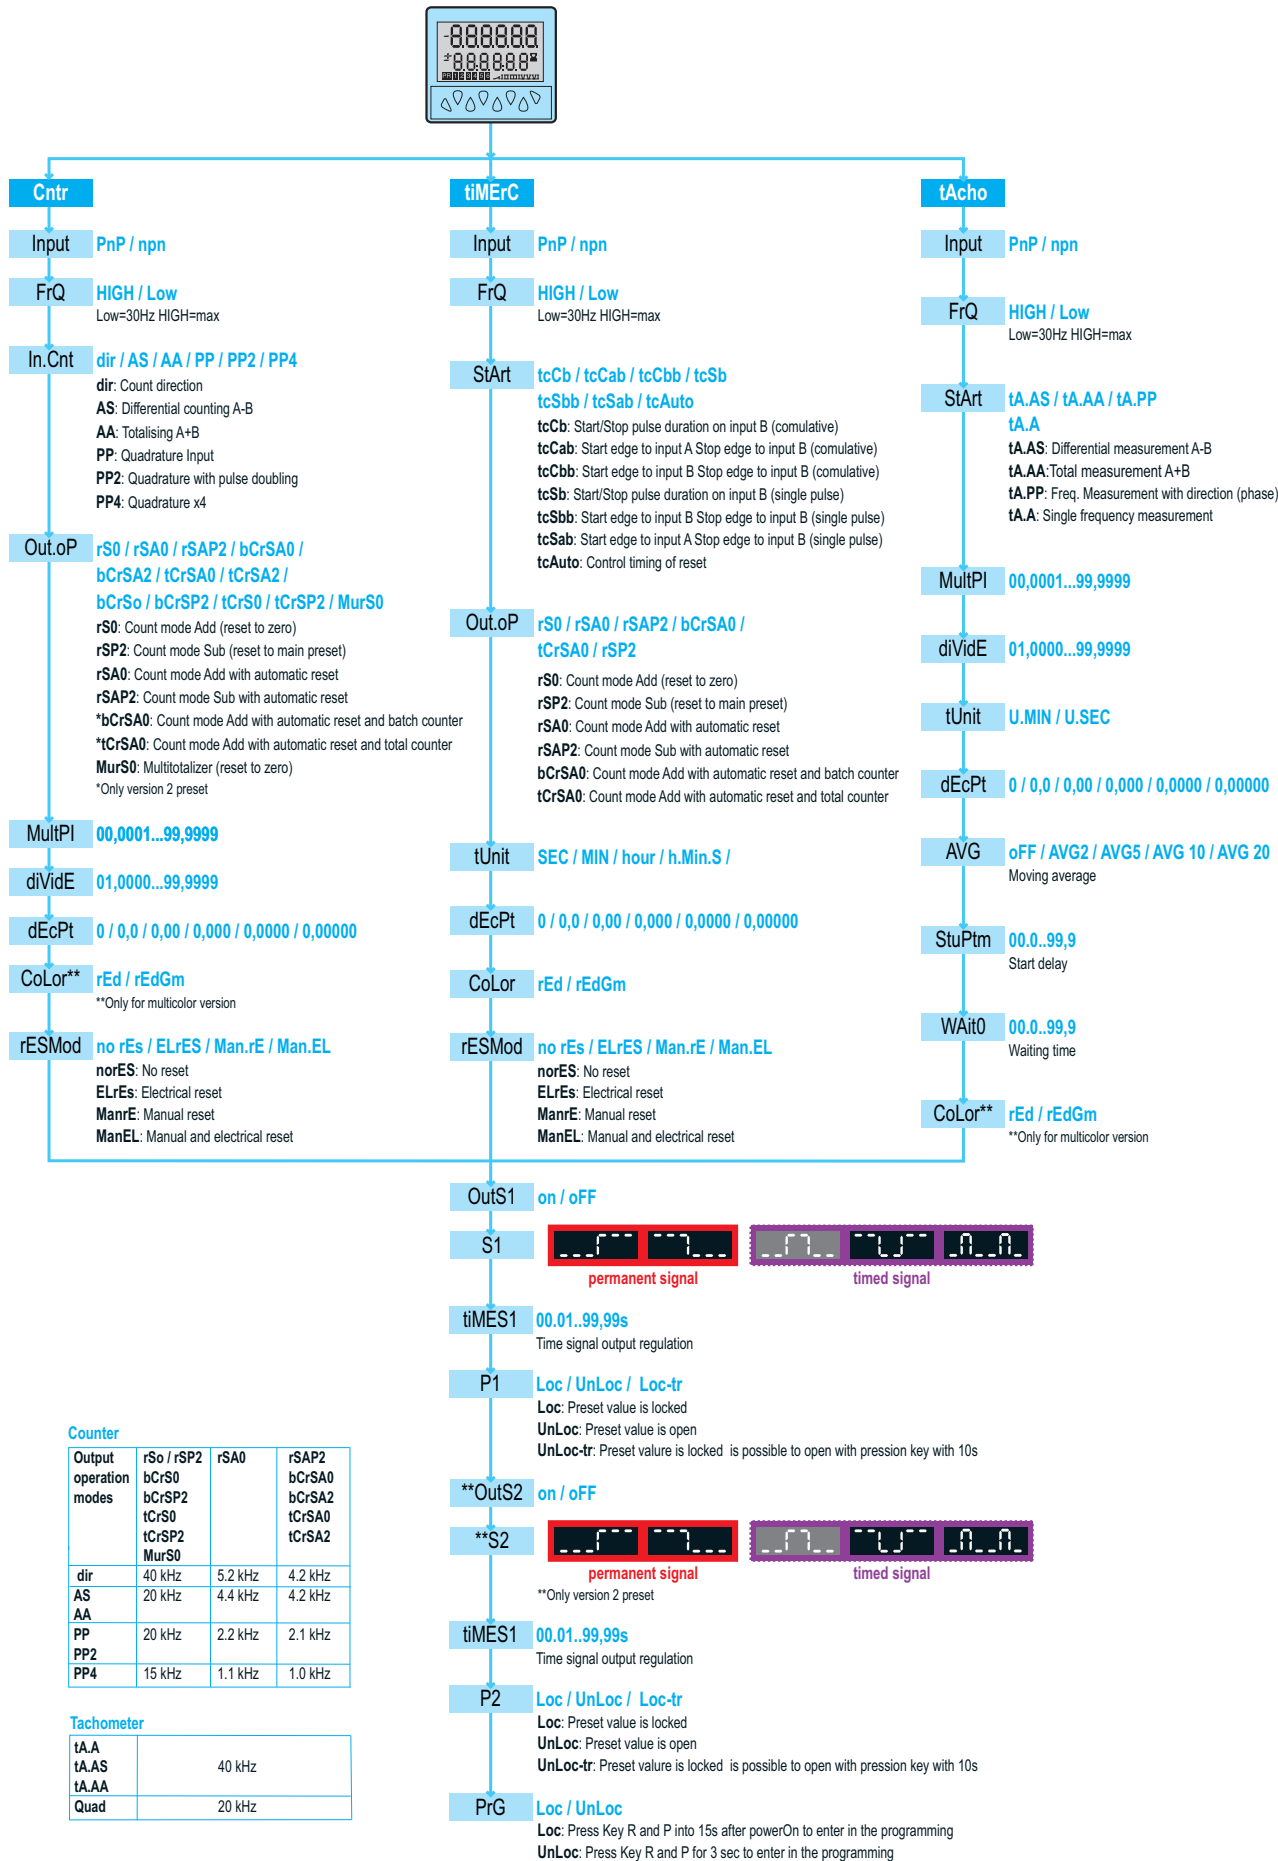 Cntr
Input PnP / npn
FrQ HIGH / Low
Low=30Hz HIGH=max
In.Cnt dir / AS / AA / PP / PP2 / PP4
dir: Count direction
AS: Differential counting A-B
AA: Totalising A+B
PP: Quadrature Input
PP2: Quadrature with pulse doubling
PP4: Quadrature x4
Out.oP rS0 / rSA0 / rSAP2 / bCrSA0 /
bCrSA2 / tCrSA0 / tCrSA2 /
bCrSo / bCrSP2 / tCrS0 / tCrSP2 / MurS0
rS0: Count mode Add (reset to zero)
rSP2: Count mode Sub (reset to main preset)
rSA0: Count mode Add with automatic reset
rSAP2: Count mode Sub with automatic reset
*bCrSA0: Count mode Add with automatic reset and batch counter
*tCrSA0: Count mode Add with automatic reset and total counter
MurS0: Multitotalizer (reset to zero)
*Only version 2 preset
MultPl 00,0001...99,9999
diVidE 01,0000...99,9999
dEcPt 0 / 0,0 / 0,00 / 0,000 / 0,0000 / 0,00000
CoLor** rEd / rEdGm
**Only for multicolor version
rESMod no rEs / ELrES / Man.rE / Man.EL
norES: No reset
ELrEs: Electrical reset
ManrE: Manual reset
ManEL: Manual and electrical reset
tiMErC
Input PnP / npn
FrQ HIGH / Low
Low=30Hz HIGH=max
StArt tcCb / tcCab / tcCbb / tcSb
tcSbb / tcSab / tcAuto
tcCb: Start/Stop pulse duration on input B (comulative)
tcCab: Start edge to input A Stop edge to input B (comulative)
tcCbb: Start edge to input B Stop edge to input B (comulative)
tcSb: Start/Stop pulse duration on input B (single pulse)
tcSbb: Start edge to input B Stop edge to input B (single pulse)
tcSab: Start edge to input A Stop edge to input B (single pulse)
tcAuto: Control timing of reset
Out.oP rS0 / rSA0 / rSAP2 / bCrSA0 /
tCrSA0 / rSP2
rS0: Count mode Add (reset to zero)
rSP2: Count mode Sub (reset to main preset)
rSA0: Count mode Add with automatic reset
rSAP2: Count mode Sub with automatic reset
bCrSA0: Count mode Add with automatic reset and batch counter
tCrSA0: Count mode Add with automatic reset and total counter
tUnit SEC / MIN / hour / h.Min.S /
dEcPt 0 / 0,0 / 0,00 / 0,000 / 0,0000 / 0,00000
CoLor rEd / rEdGm
rESMod no rEs / ELrES / Man.rE / Man.EL
norES: No reset
ELrEs: Electrical reset
ManrE: Manual reset
ManEL: Manual and electrical reset
tAcho
Input PnP / npn
FrQ HIGH / Low
Low=30Hz HIGH=max
StArt tA.AS / tA.AA / tA.PP
tA.A
tA.AS: Differential measurement A-B
tA.AA:Total measurement A+B
tA.PP: Freq. Measurement with direction (phase)
tA.A: Single frequency measurement
MultPl 00,0001...99,9999
diVidE 01,0000...99,9999
tUnit U.MIN / U.SEC
dEcPt 0 / 0,0 / 0,00 / 0,000 / 0,0000 / 0,00000
AVG oFF / AVG2 / AVG5 / AVG 10 / AVG 20
Moving average
StuPtm 00.0..99,9
Start delay
WAit0 00.0..99,9
Waiting time
CoLor** rEd / rEdGm
**Only for multicolor version
OutS1 on / oFF
S1
permanent signal timed signal
tiMES1 00.01..99,99s
Time signal output regulation
P1 Loc / UnLoc / Loc-tr
Loc: Preset value is locked
UnLoc: Preset value is open
UnLoc-tr: Preset valure is locked is possible to open with pression key with 10s
**OutS2 on / oFF
**S2
permanent signal timed signal
**Only version 2 preset
tiMES1 00.01..99,99s
Time signal output regulation
P2 Loc / UnLoc / Loc-tr
Loc: Preset value is locked
UnLoc: Preset value is open
UnLoc-tr: Preset valure is locked is possible to open with pression key with 10s
PrG Loc / UnLoc
Loc: Press Key R and P into 15s after powerOn to enter in the programming
UnLoc: Press Key R and P for 3 sec to enter in the programming
Counter
Output rSo / rSP2 rSA0 rSAP2
operation bCrS0 bCrSA0
modes bCrSP2 bCrSA2
tCrS0 tCrSA0
tCrSP2 tCrSA2
MurS0
dir 40 kHz 5.2 kHz 4.2 kHz
AS 20 kHz 4.4 kHz 4.2 kHz
AA
PP 20 kHz 2.2 kHz 2.1 kHz
PP2
PP4 15 kHz 1.1 kHz 1.0 kHz
Tachometer
tA.A
tA.AS 40 kHz
tA.AA
Quad 20 kHz